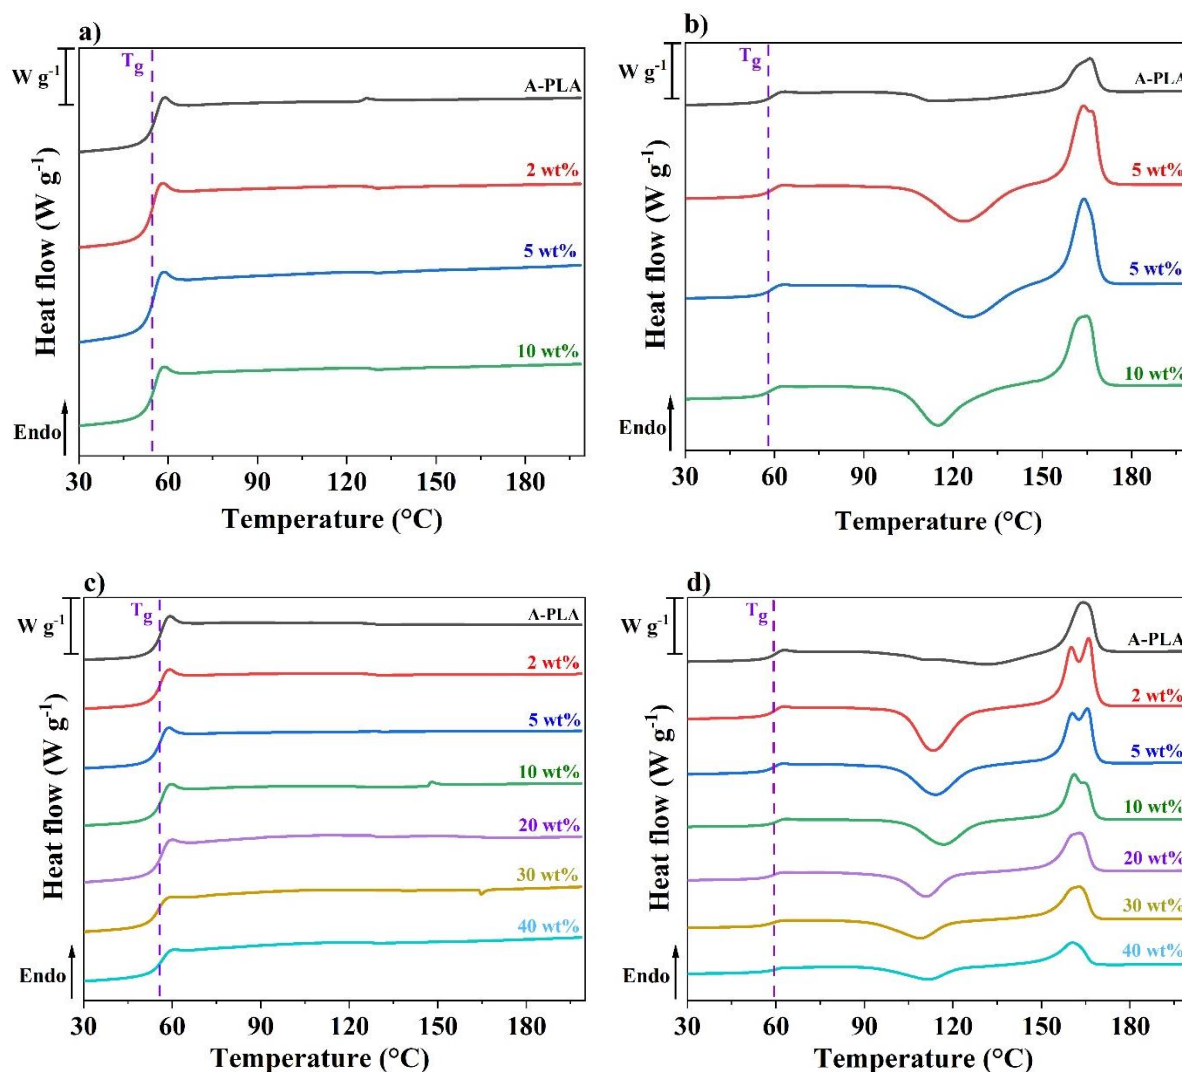 a)
W g-1
Tg
A-PLA
2 wt%
5 wt%
10 wt%
Heat flow (W g-1)
Endo
30 60 90 120 150 180
Temperature (°C)
b)
W g-1
Tg
A-PLA
5 wt%
5 wt%
10 wt%
Heat flow (W g-1)
Endo
30 60 90 120 150 180
Temperature (°C)
c)
W g-1
Tg
A-PLA
2 wt%
5 wt%
10 wt%
20 wt%
30 wt%
40 wt%
Heat flow (W g-1)
Endo
30 60 90 120 150 180
Temperature (°C)
d)
W g-1
Tg
A-PLA
2 wt%
5 wt%
10 wt%
20 wt%
30 wt%
40 wt%
Heat flow (W g-1)
Endo
30 60 90 120 150 180
Temperature (°C)